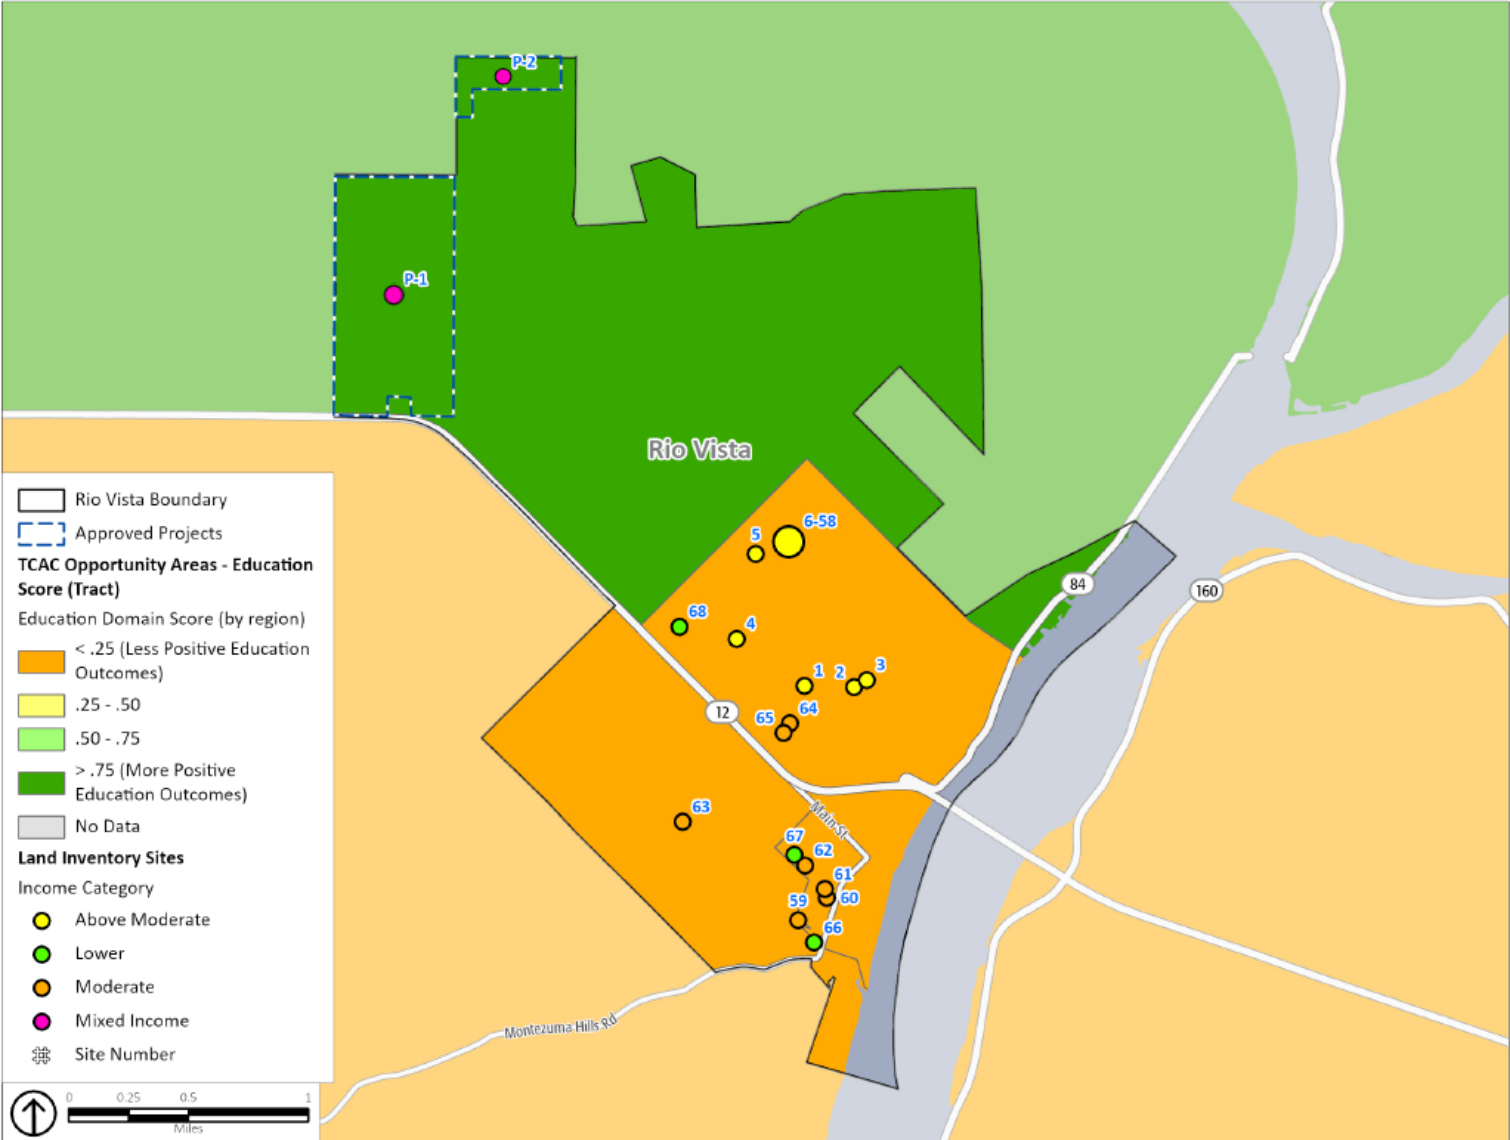 P-2
P-1
Rio Vista
6-58
5
68
4
1
2
3
64
65
12
84
160
63
Main St
67
62
61
60
59
66
Montezuma Hills Rd
Rio Vista Boundary
Approved Projects
TCAC Opportunity Areas - Education
Score (Tract)
Education Domain Score (by region)
< .25 (Less Positive Education
Outcomes)
.25 - .50
.50 - .75
> .75 (More Positive
Education Outcomes)
No Data
Land Inventory Sites
Income Category
Above Moderate
Lower
Moderate
Mixed Income
# Site Number
0 0.25 0.5 1
Miles